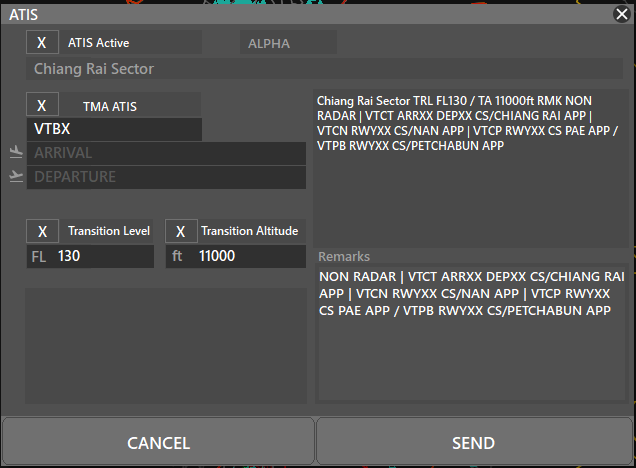 ATIS
X ATIS Active ALPHA
Chiang Rai Sector
X TMA ATIS
VTBX
ARRIVAL
DEPARTURE
X Transition Level X Transition Altitude
FL 130 ft 11000
Chiang Rai Sector TRL FL130 / TA 11000ft RMK NON
RADAR | VTCT ARRXX DEPXX CS/CHIANG RAI APP |
VTCN RWYXX CS/NAN APP | VTCP RWYXX CS PAE APP /
VTPB RWYXX CS/PETCHABUN APP
Remarks
NON RADAR | VTCT ARRXX DEPXX CS/CHIANG RAI
APP | VTCN RWYXX CS/NAN APP | VTCP RWYXX
CS PAE APP / VTPB RWYXX CS/PETCHABUN APP
CANCEL SEND